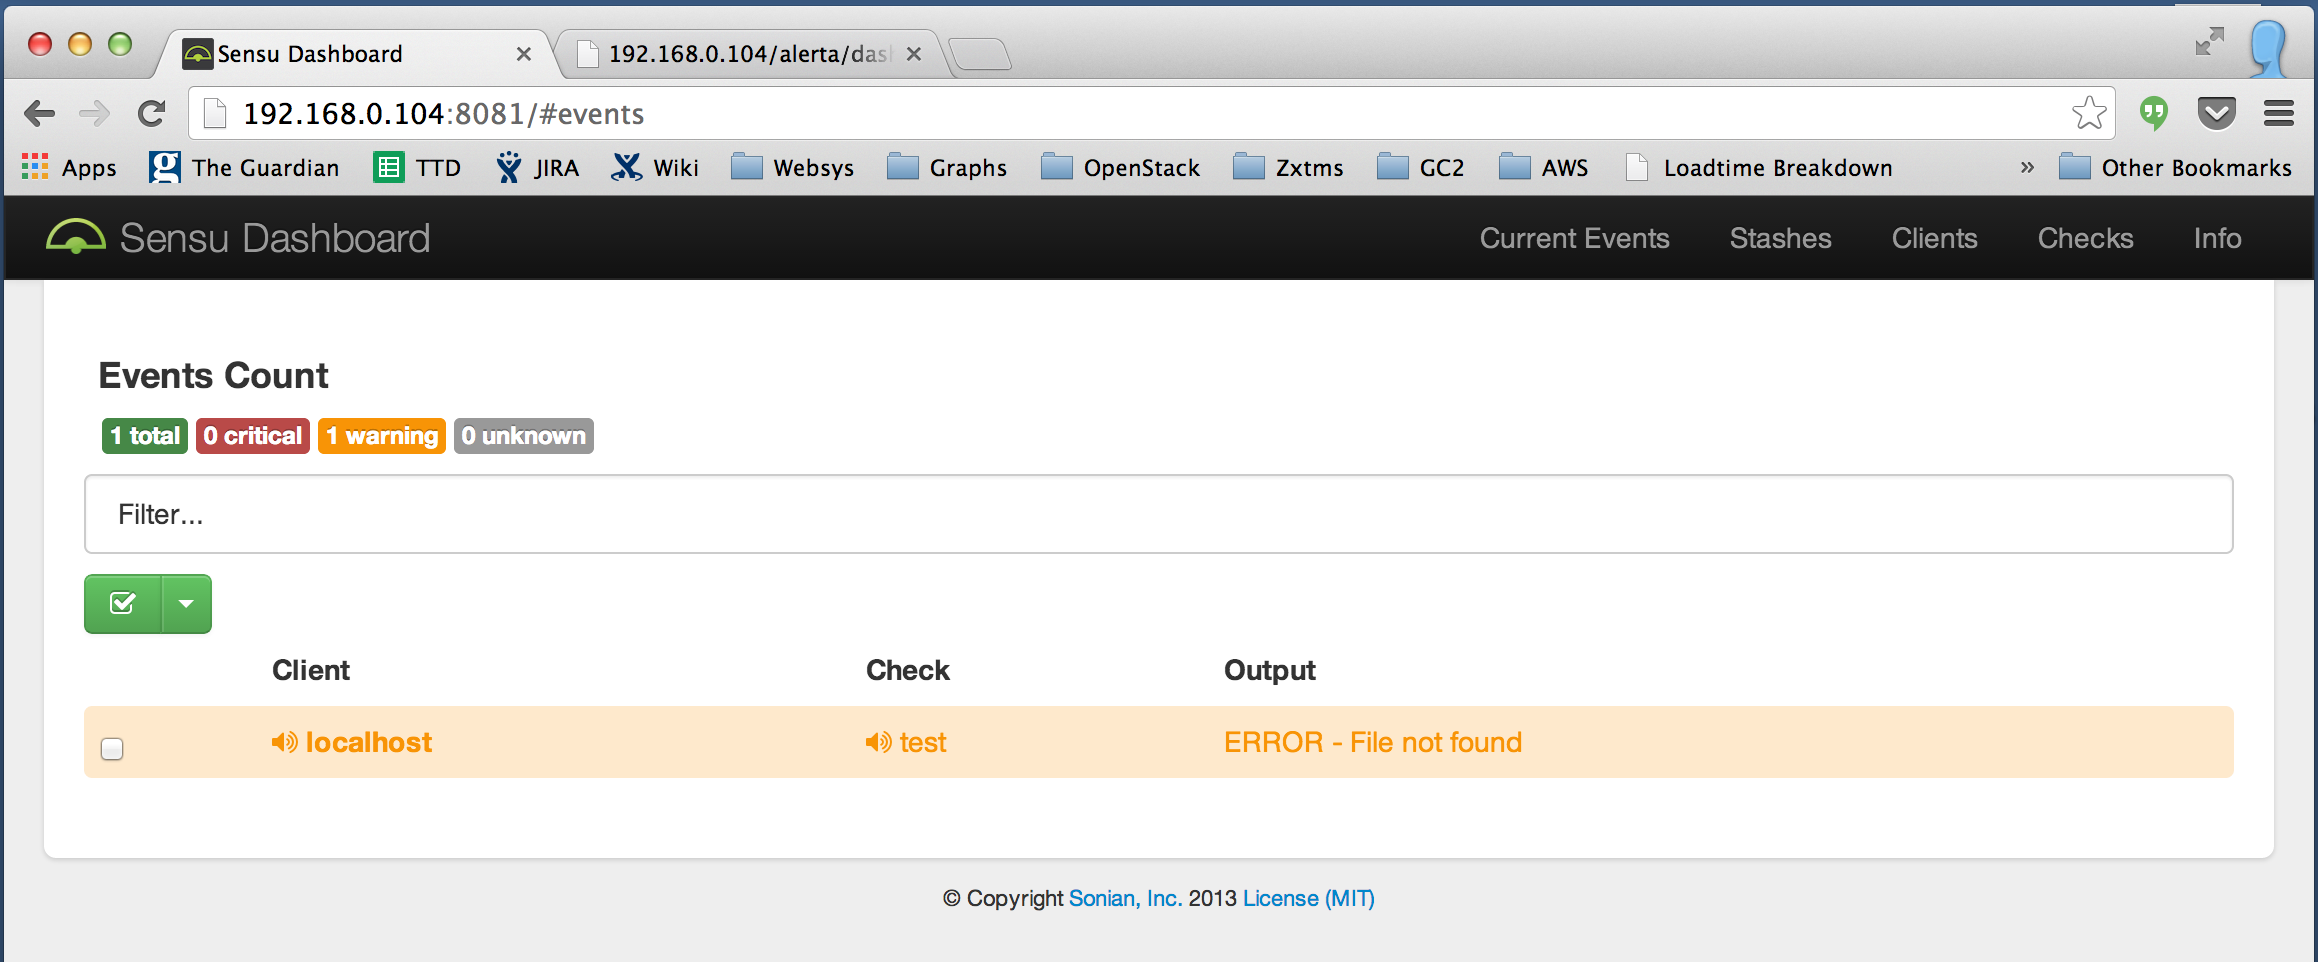 Sensu Dashboard
192.168.0.104/alerta/das
192.168.0.104:8081/#events
Apps The Guardian TTD JIRA Wiki Websys Graphs OpenStack Zxtms GC2 AWS Loadtime Breakdown » Other Bookmarks
Sensu Dashboard Current Events Stashes Clients Checks Info
Events Count
1 total 0 critical 1 warning 0 unknown
Filter...
Client Check Output
localhost test ERROR - File not found
© Copyright Sonian, Inc. 2013 License (MIT)